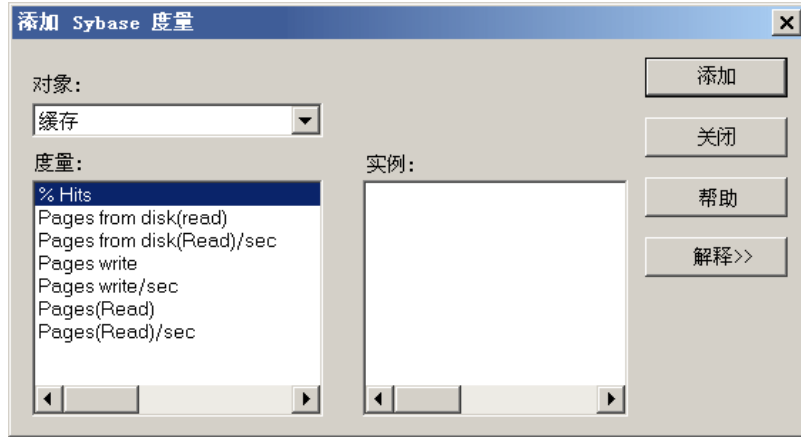 添加 Sybase 度量
对象:
缓存
度量:
% Hits
Pages from disk(read)
Pages from disk(Read)/sec
Pages write
Pages write/sec
Pages(Read)
Pages(Read)/sec
实例:
添加
关闭
帮助
解释>>